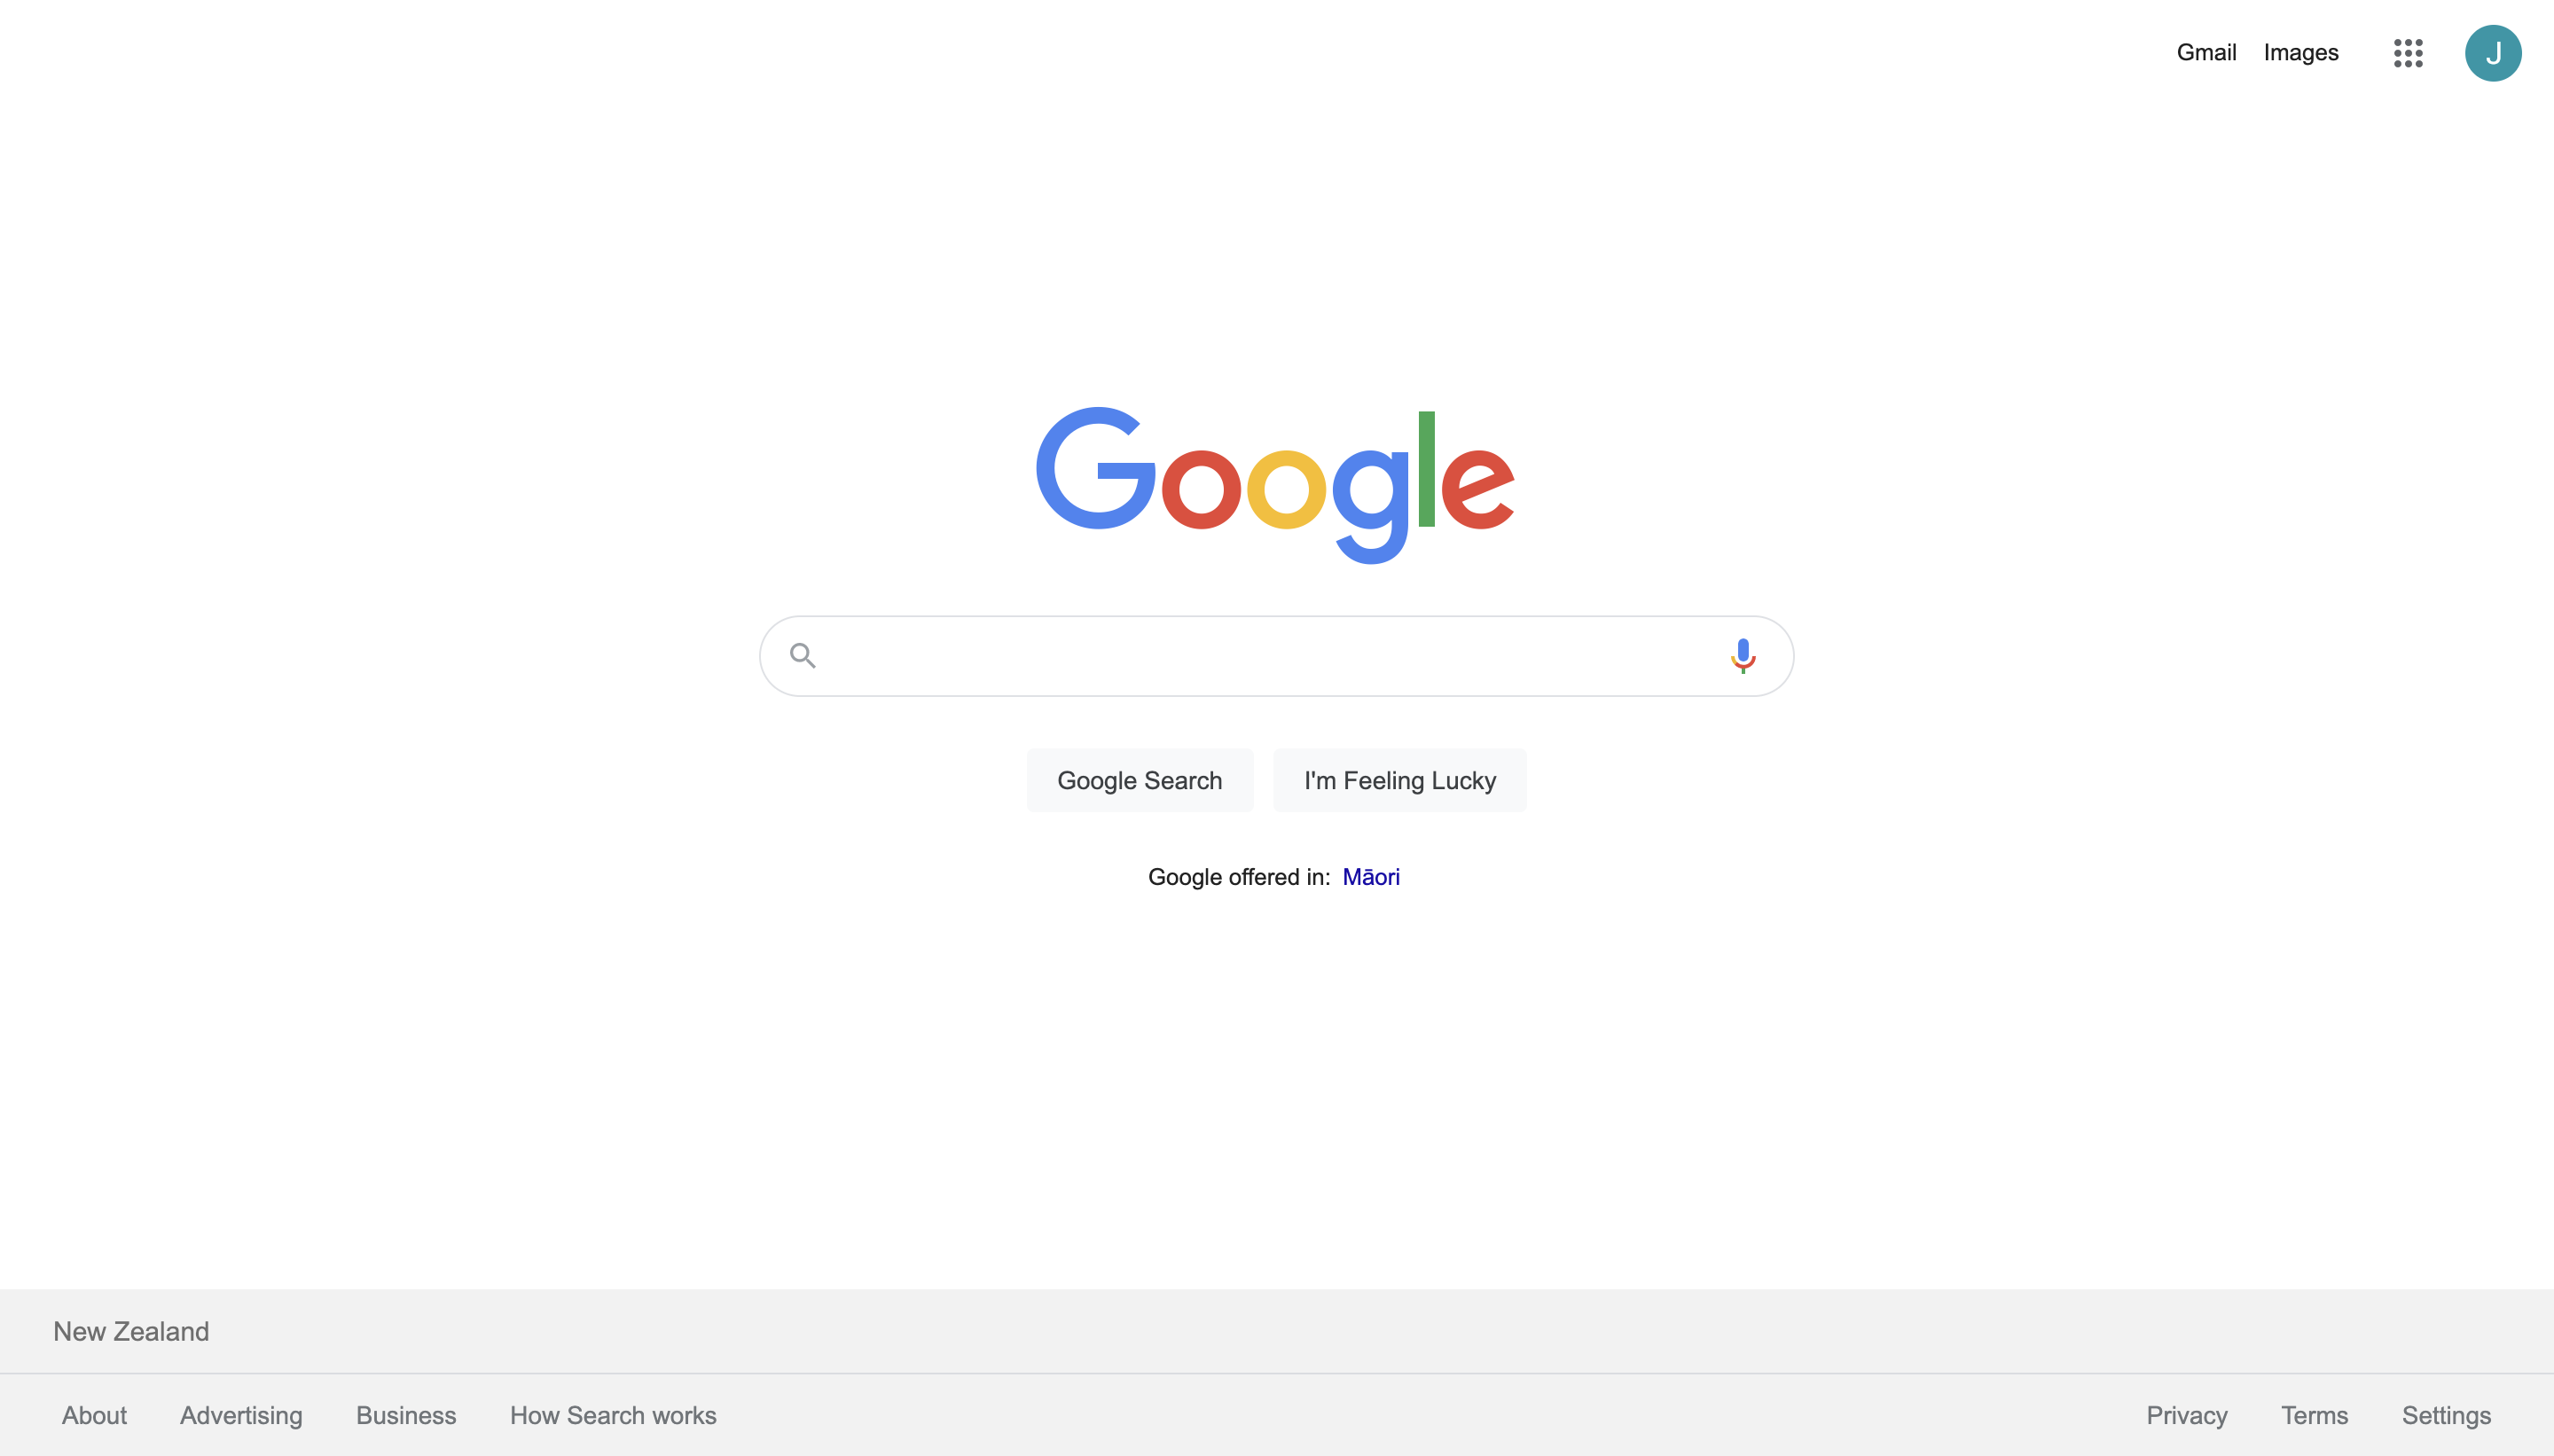 Gmail Images J
Google
Google Search I'm Feeling Lucky
Google offered in: Māori
New Zealand
About Advertising Business How Search works Privacy Terms Settings